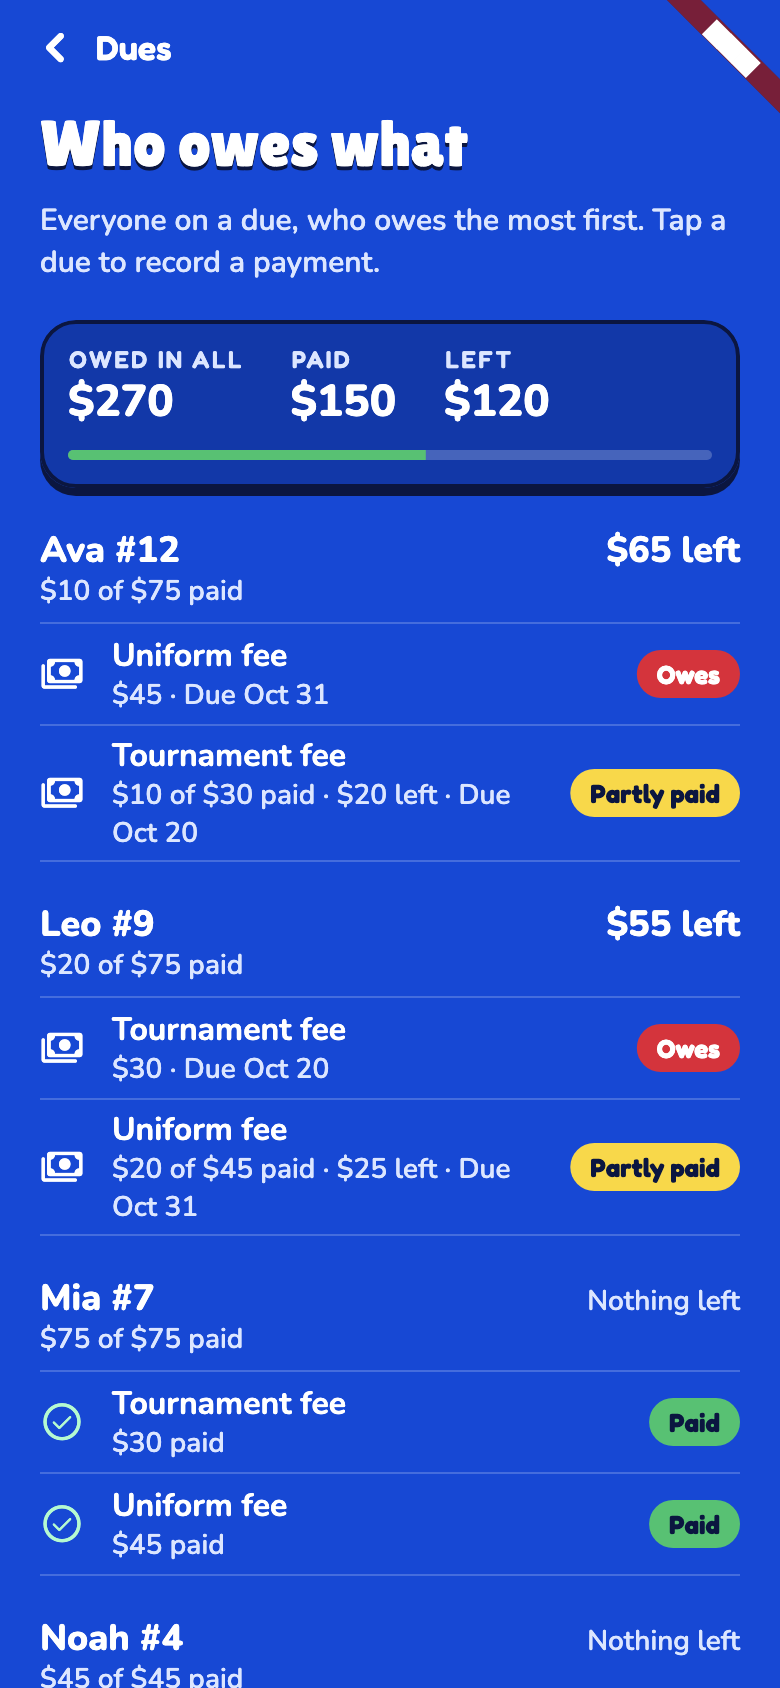 Dues
Who owes what
Everyone on a due, who owes the most first. Tap a
due to record a payment.
OWED IN ALL PAID LEFT
$270 $150 $120
Ava #12 $65 left
$10 of $75 paid
Uniform fee
$45 · Due Oct 31
Owes
Tournament fee
$10 of $30 paid · $20 left · Due
Oct 20
Partly paid
Leo #9 $55 left
$20 of $75 paid
Tournament fee
$30 · Due Oct 20
Owes
Uniform fee
$20 of $45 paid · $25 left · Due
Oct 31
Partly paid
Mia #7 Nothing left
$75 of $75 paid
Tournament fee
$30 paid
Paid
Uniform fee
$45 paid
Paid
Noah #4 Nothing left
$45 of $45 paid